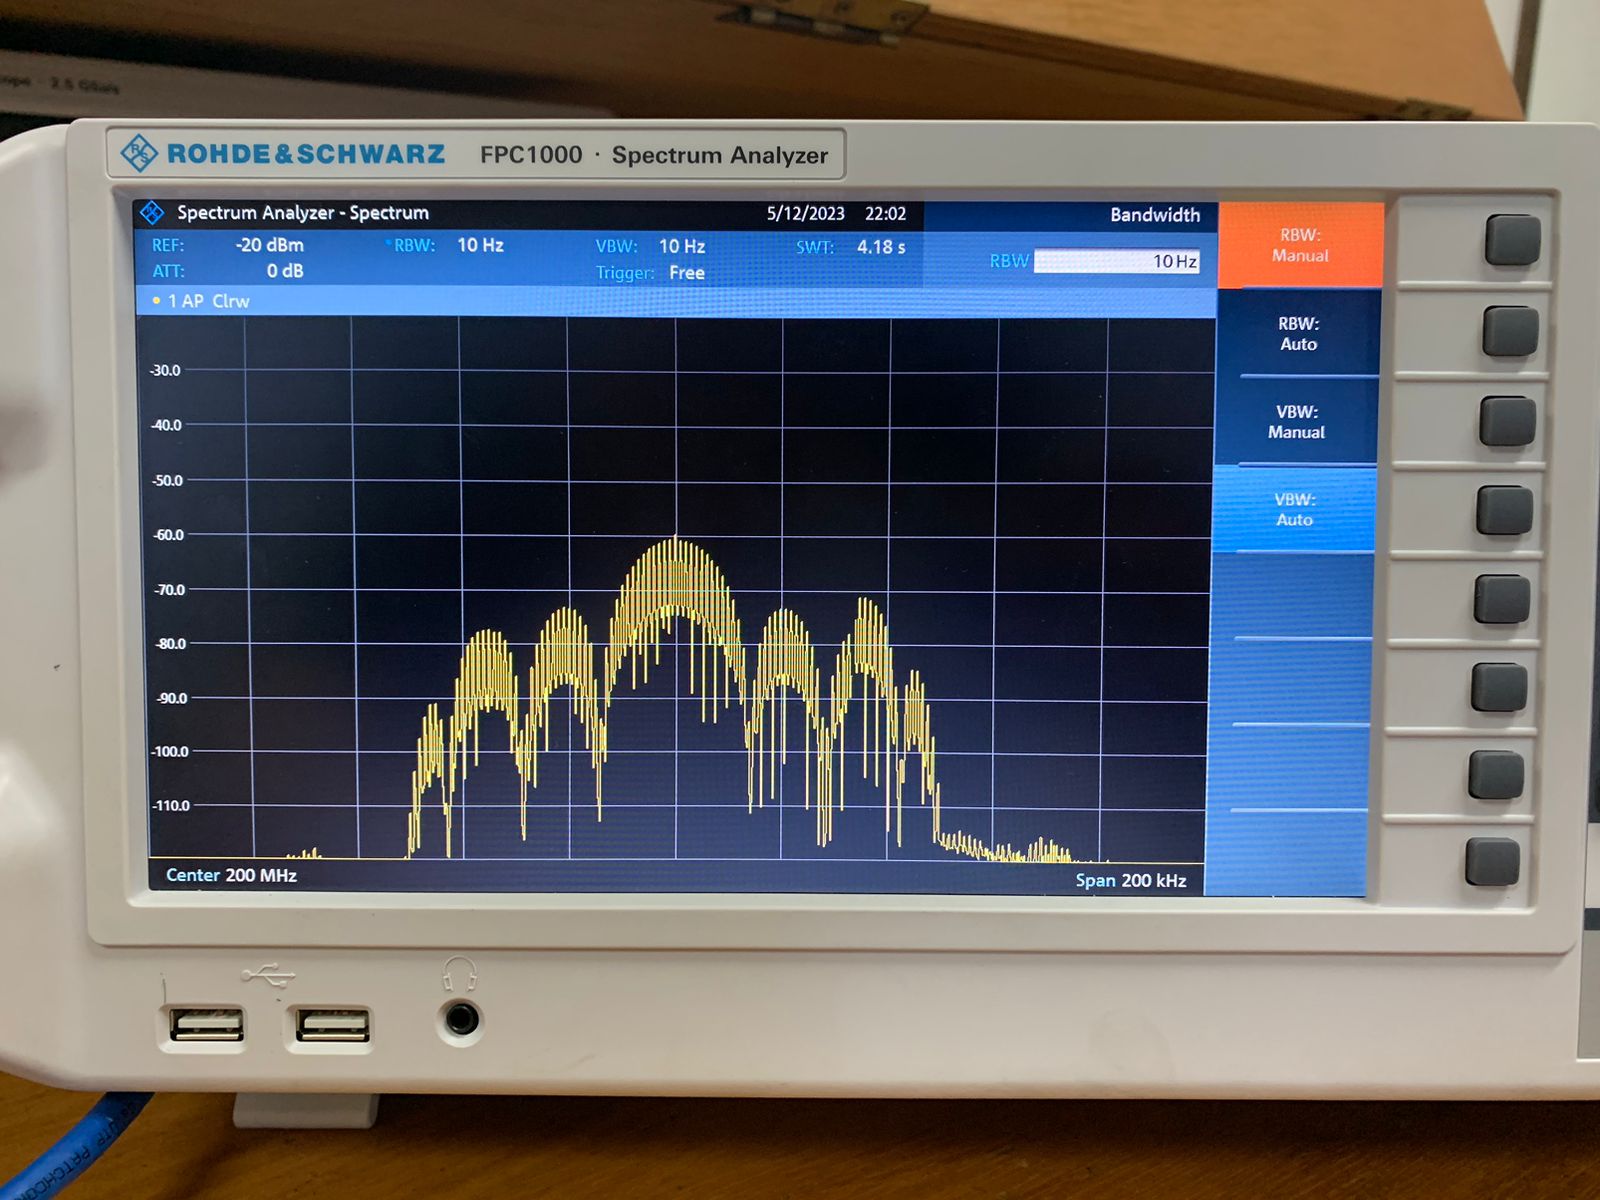 2.5 GSa/s
ROHDE&SCHWARZ FPC1000 · Spectrum Analyzer
Spectrum Analyzer - Spectrum 5/12/2023 22:02 Bandwidth
REF: -20 dBm RBW: 10 Hz VBW: 10 Hz SWT: 4.18 s
ATT: 0 dB Trigger: Free
RBW 10 Hz
1 AP Clrw
-30.0
-40.0
-50.0
-60.0
-70.0
-80.0
-90.0
-100.0
-110.0
Center 200 MHz Span 200 kHz
RBW:
Manual
RBW:
Auto
VBW:
Manual
VBW:
Auto